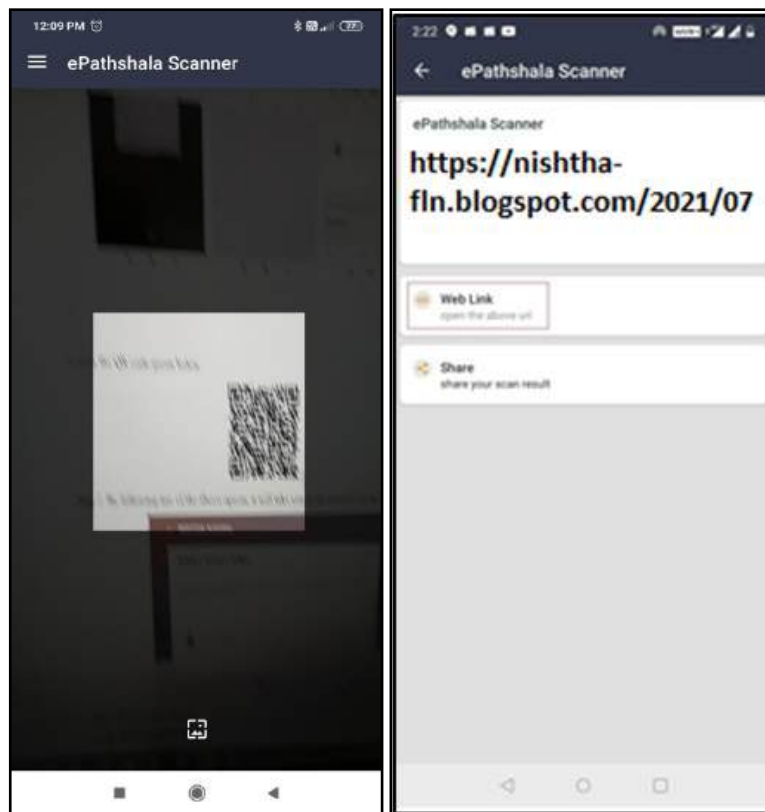 12:09 PM
77
ePathshala Scanner
2:22
ePathshala Scanner
ePathshala Scanner
https://nishtha-
fln.blogspot.com/2021/07
Web Link
open the above url
Share
share your scan result